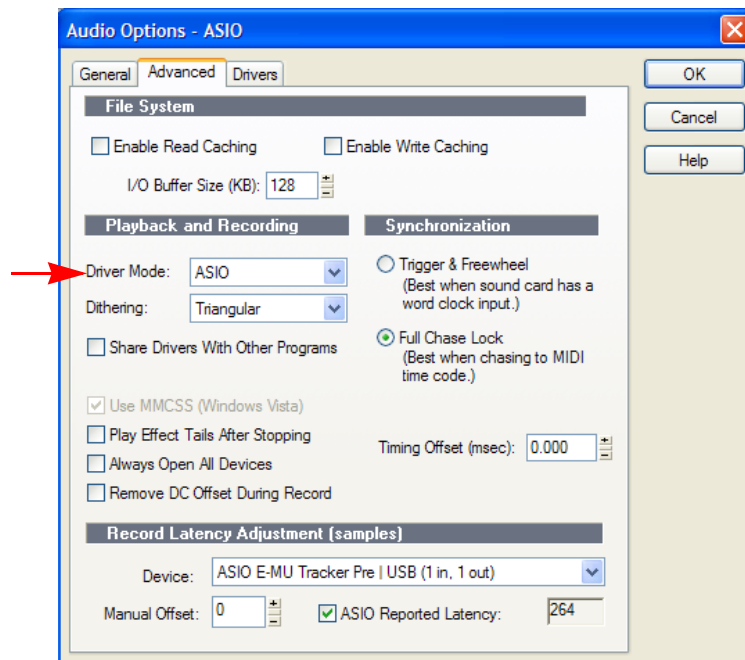 Audio Options - ASIO
General Advanced Drivers
OK
Cancel
Help
File System
Enable Read Caching
Enable Write Caching
I/O Buffer Size (KB): 128
Playback and Recording
Driver Mode: ASIO
Dithering: Triangular
Share Drivers With Other Programs
Synchronization
Trigger & Freewheel
(Best when sound card has a
word clock input.)
Full Chase Lock
(Best when chasing to MIDI
time code.)
Use MMCSS (Windows Vista)
Play Effect Tails After Stopping
Always Open All Devices
Remove DC Offset During Record
Timing Offset (msec): 0.000
Record Latency Adjustment (samples)
Device: ASIO E-MU Tracker Pre | USB (1 in, 1 out)
Manual Offset: 0
ASIO Reported Latency: 264